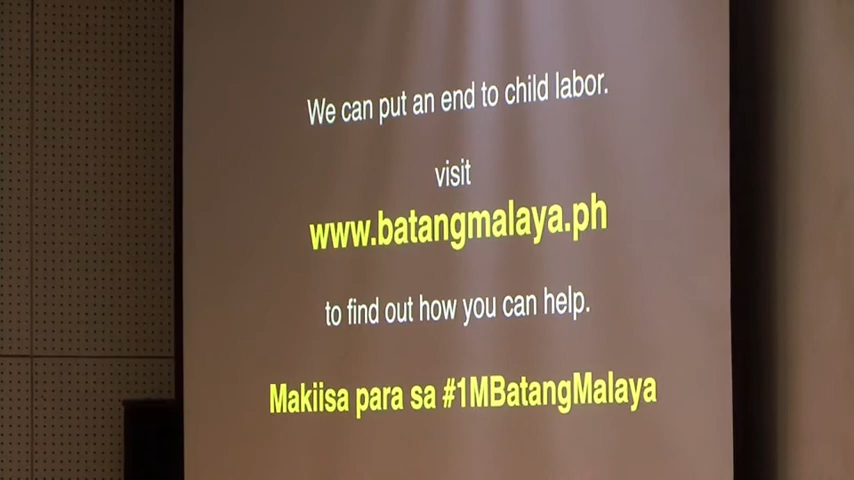 We can put an end to child labor.
visit
www.batangmalaya.ph
to find out how you can help.
Makiisa para sa #1MBatangMalaya